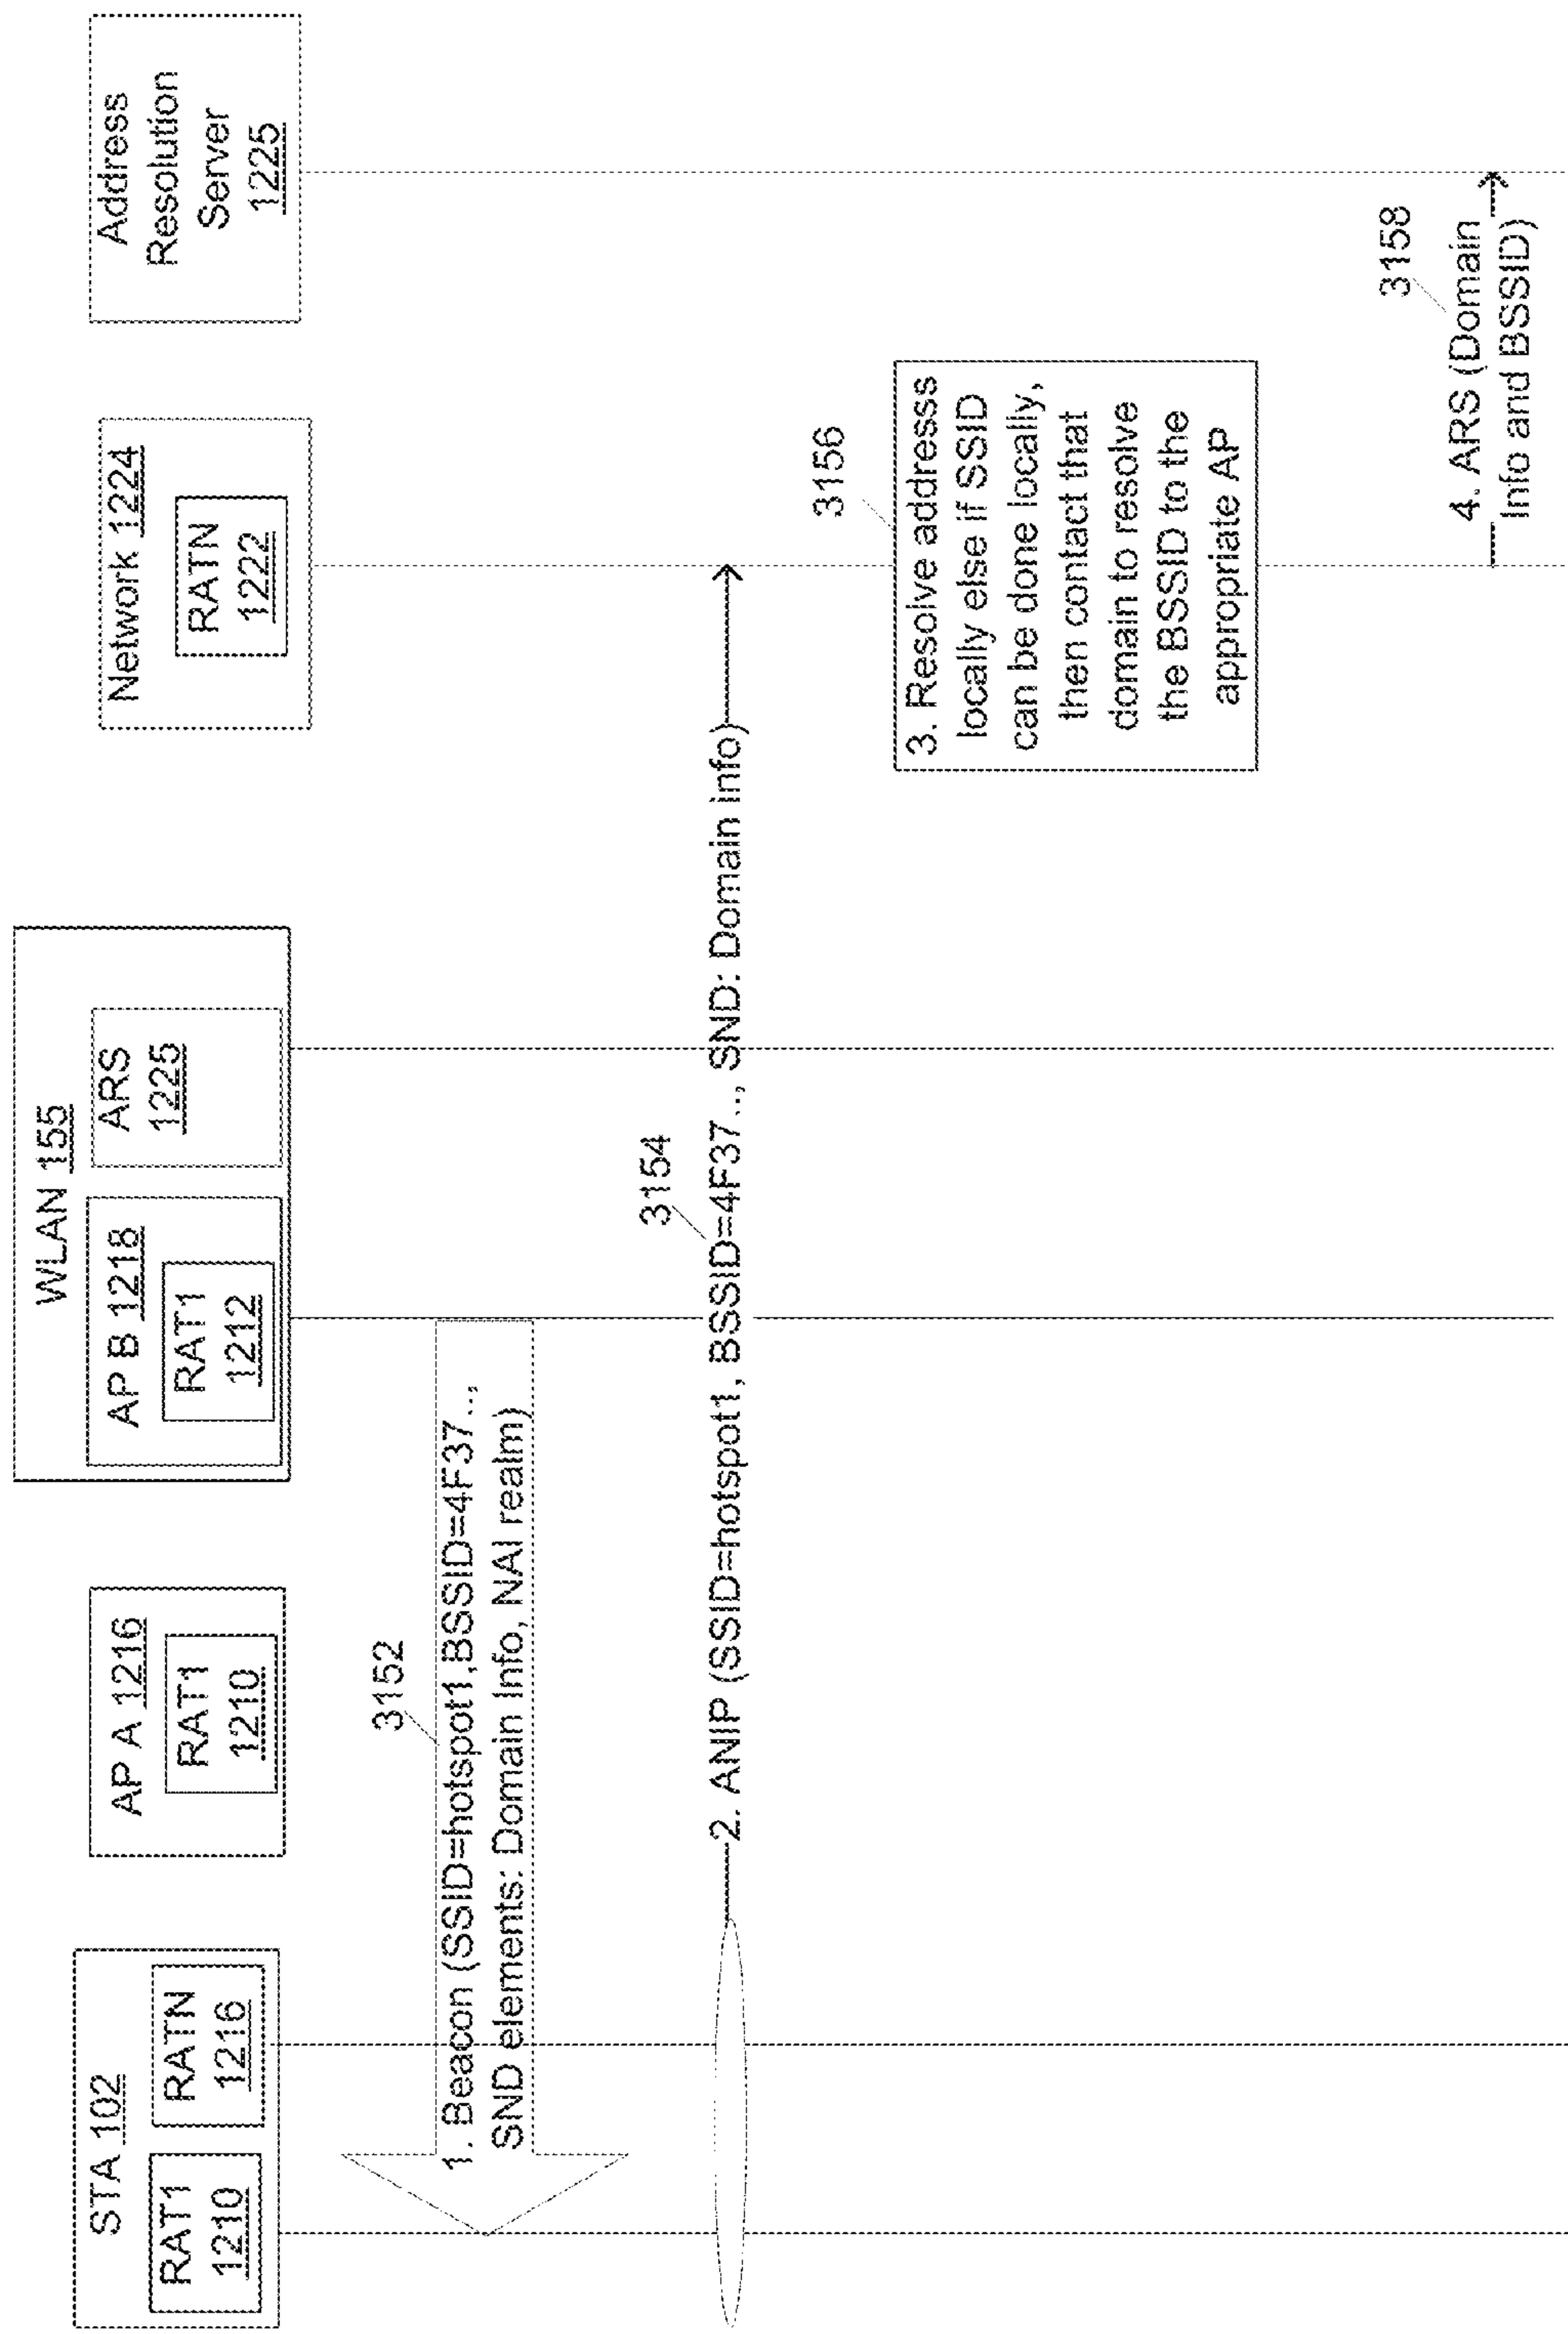 STA 102
RAT1
1210
RATN
1216
AP A 1216
RAT1
1210
WLAN 155
AP B 1218
RAT1
1212
ARS
1225
Network 1224
RATN
1222
Address
Resolution
Server
1225
3152
1. Beacon (SSID=hotspot1,BSSID=4F37..,
SND elements: Domain Info, NAI realm)
3154
2. ANIP (SSID=hotspot1, BSSID=4F37.., SND: Domain info)
3156
3. Resolve addresss
locally else if SSID
can be done locally,
then contact that
domain to resolve
the BSSID to the
appropriate AP
3158
4. ARS (Domain
Info and BSSID)